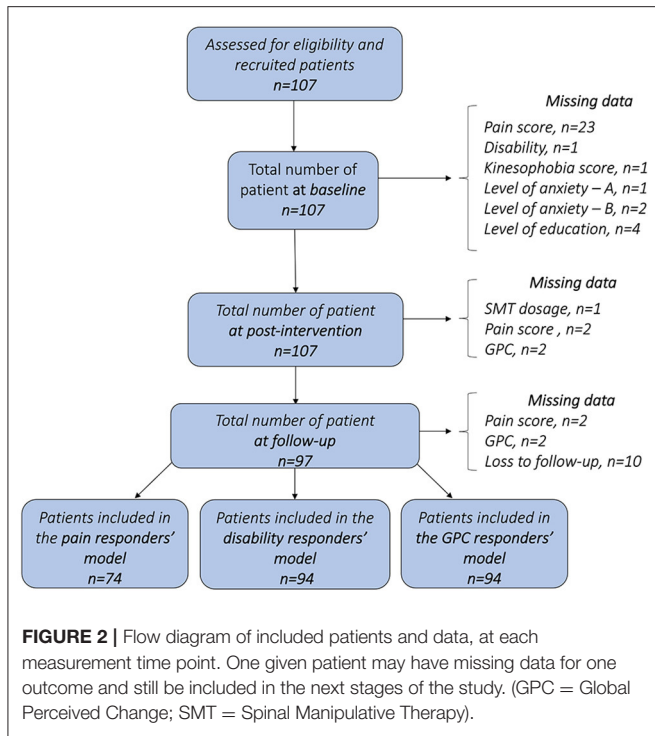 Assessed for eligibility and
recruited patients
n=107
Missing data
Pain score, n=23
Disability, n=1
Kinesophobia score, n=1
Level of anxiety – A, n=1
Level of anxiety – B, n=2
Level of education, n=4
Total number of
patient at baseline
n=107
Missing data
SMT dosage, n=1
Pain score , n=2
GPC, n=2
Total number of patient
at post-intervention
n=107
Missing data
Pain score, n=2
GPC, n=2
Loss to follow-up, n=10
Total number of patient
at follow-up
n=97
Patients included in
the pain responders’
model
n=74
Patients included in the
disability responders’
model
n=94
Patients included in
the GPC responders’
model
n=94
FIGURE 2 | Flow diagram of included patients and data, at each
measurement time point. One given patient may have missing data for one
outcome and still be included in the next stages of the study. (GPC = Global
Perceived Change; SMT = Spinal Manipulative Therapy).